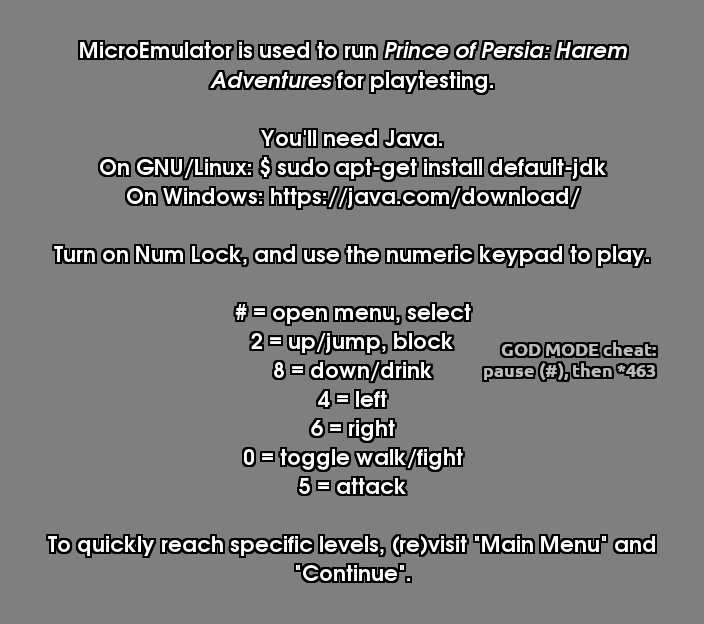 MicroEmulator is used to run Prince of Persia: Harem
Adventures for playtesting.
You'll need Java.
On GNU/Linux: $ sudo apt-get install default-jdk
On Windows: https://java.com/download/
Turn on Num Lock, and use the numeric keypad to play.
# = open menu, select
2 = up/jump, block
8 = down/drink
4 = left
6 = right
0 = toggle walk/fight
5 = attack
GOD MODE cheat:
pause (#), then *463
To quickly reach specific levels, (re)visit "Main Menu" and
"Continue".